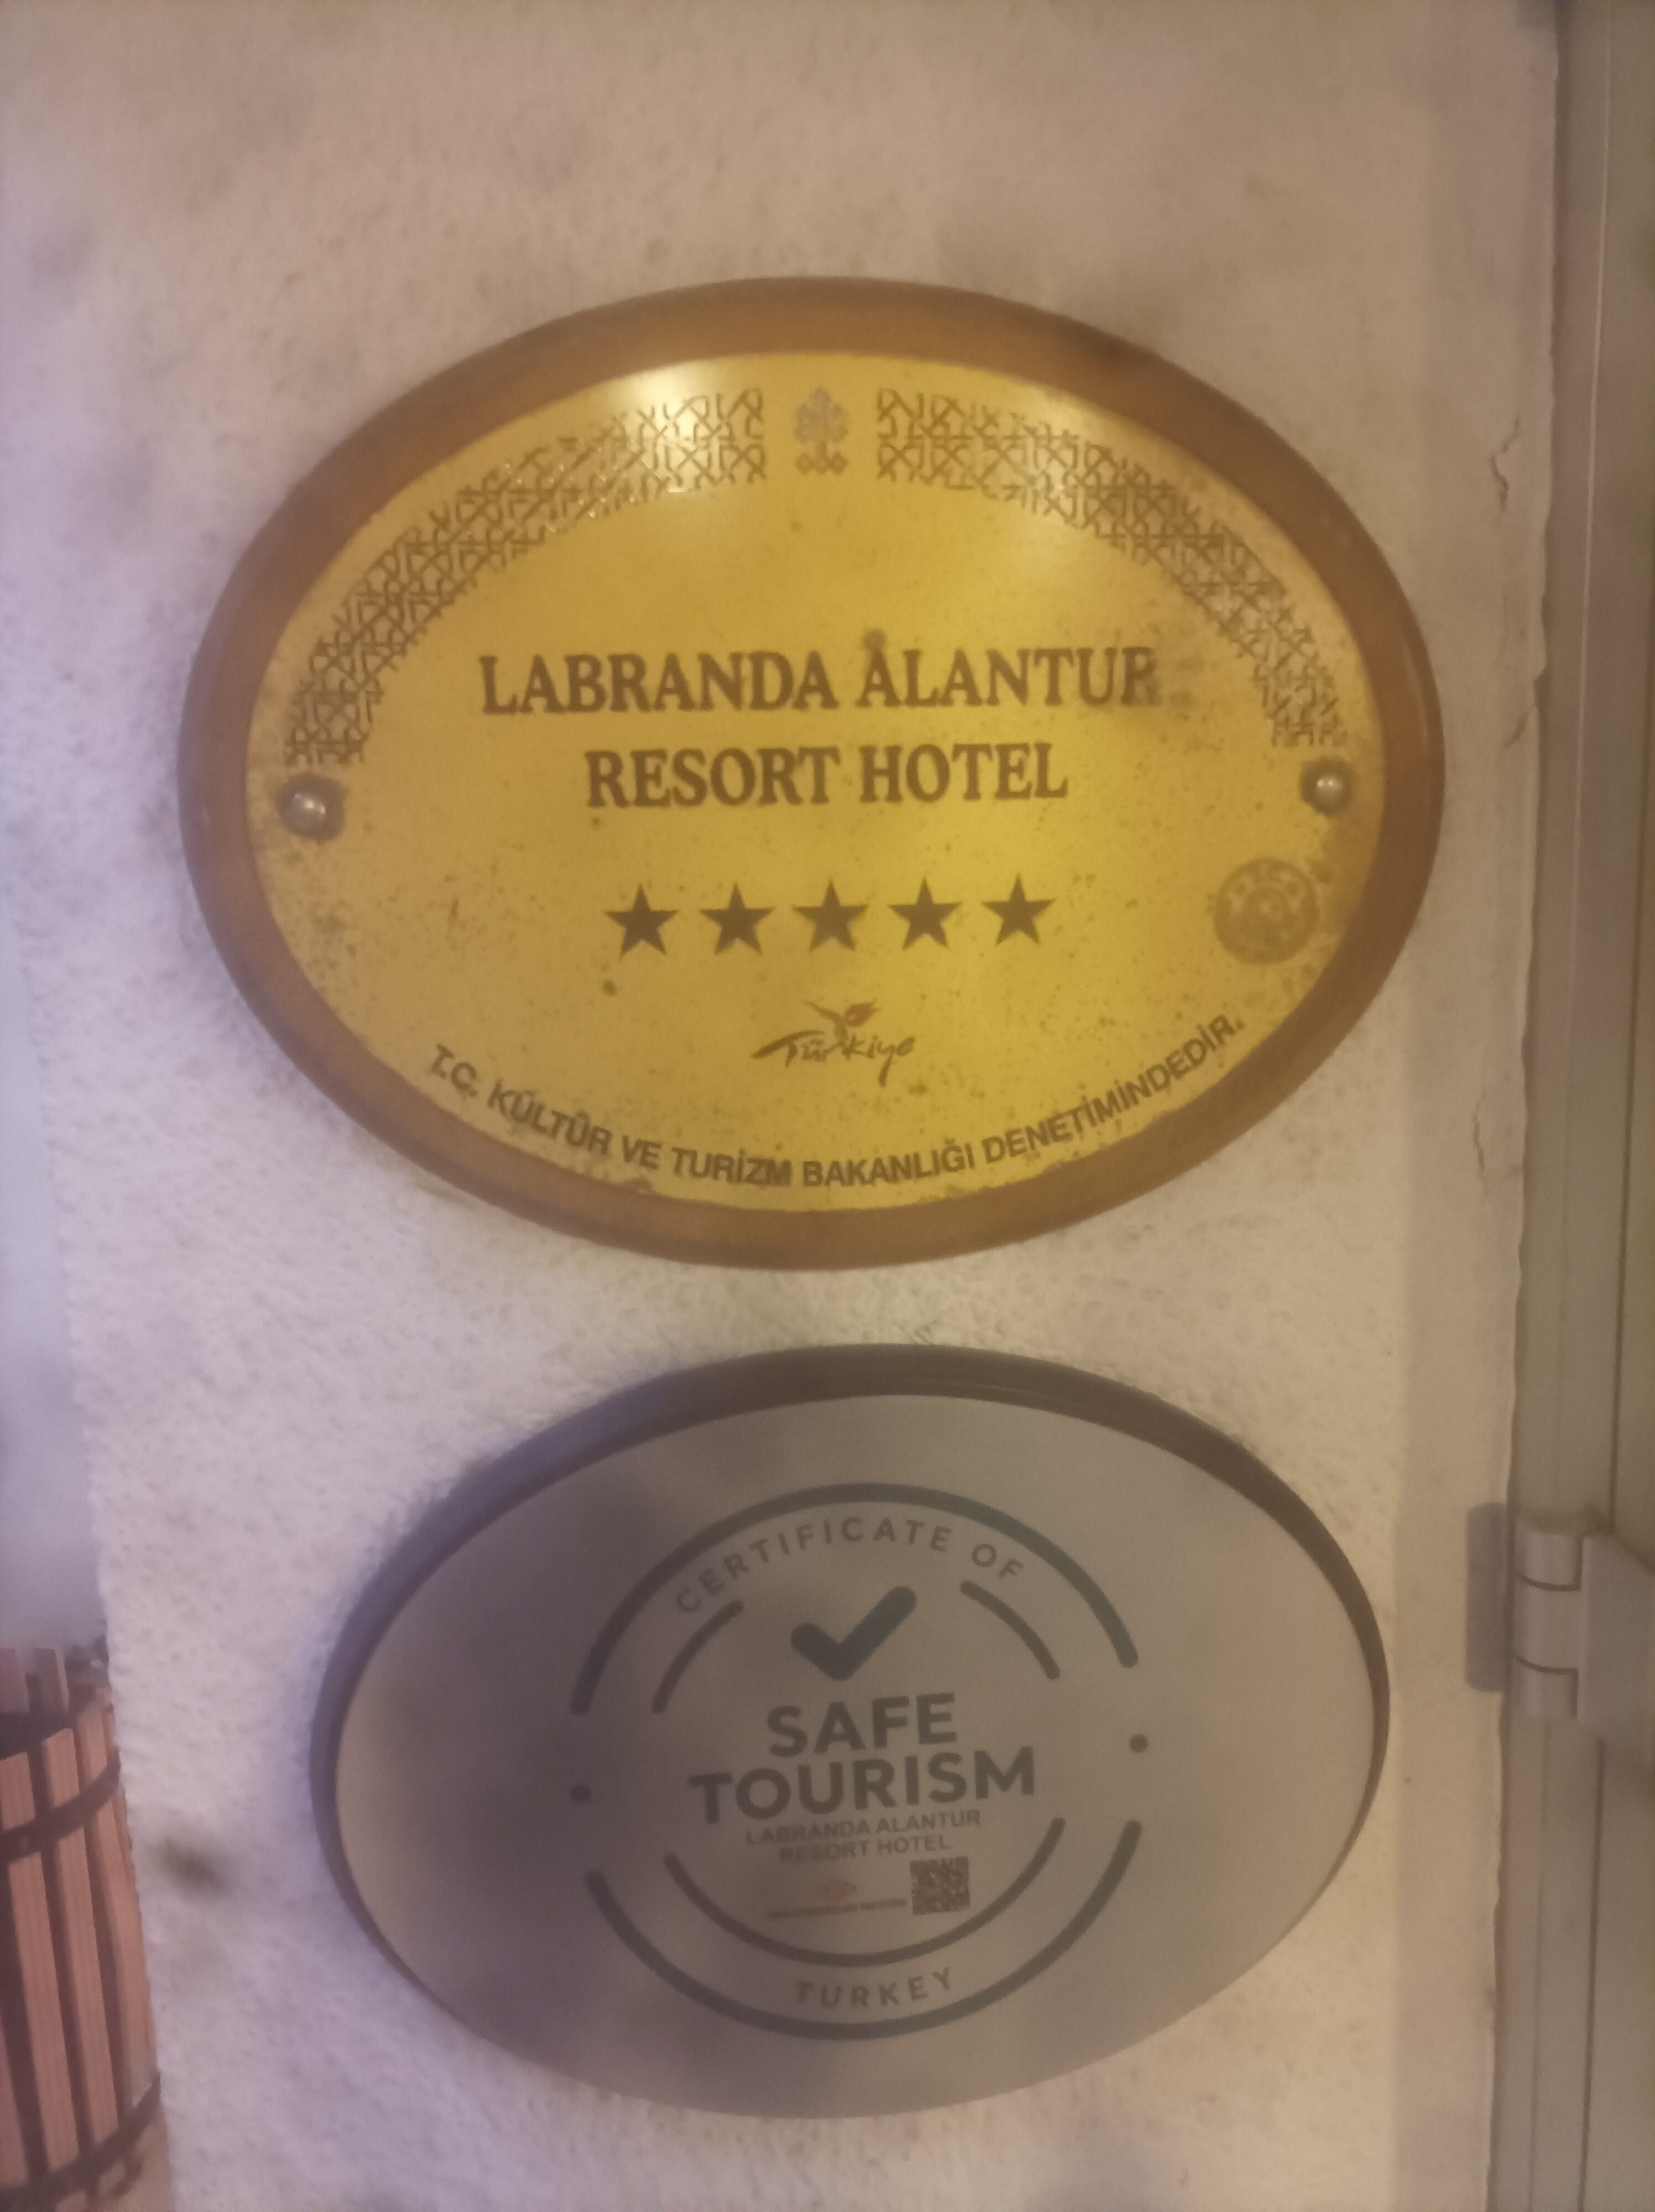 LABRANDA ALANTUR
RESORT HOTEL
Türkiye
T.C. KÜLTÜR VE TURİZM BAKANLIĞI DENETİMİNDEDİR.
CERTIFICATE OF
SAFE
TOURISM
LABRANDA ALANTUR
RESORT HOTEL
TURKEY